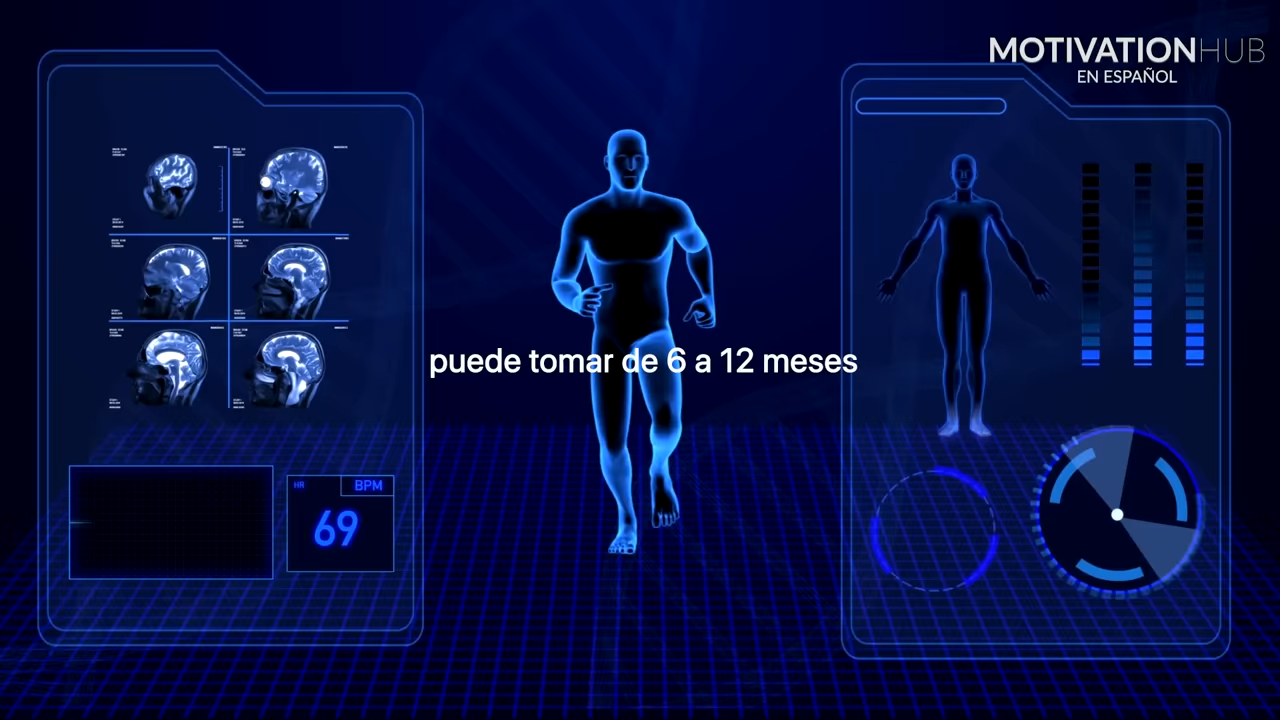 MOTIVATIONHUB
EN ESPAÑOL
puede tomar de 6 a 12 meses
HR
BPM
69